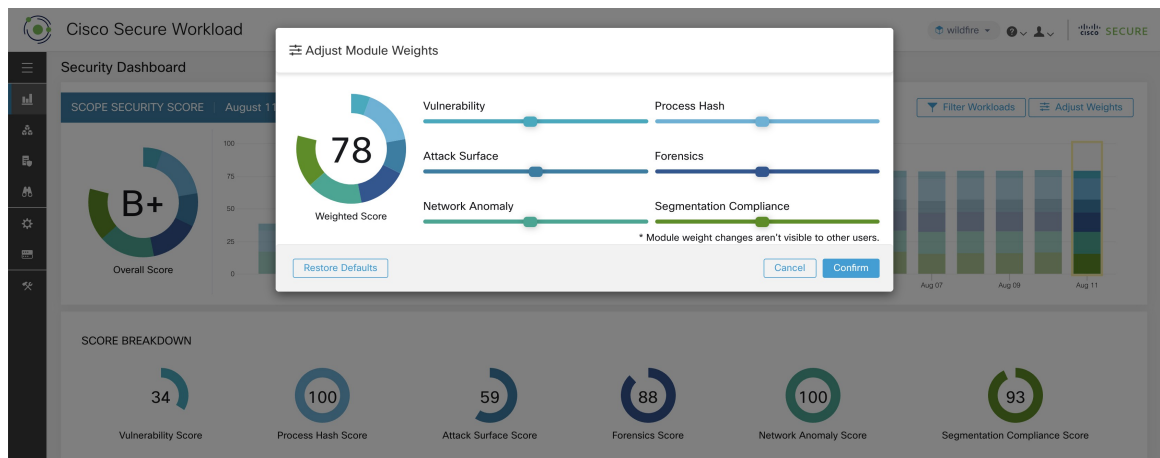 Cisco Secure Workload
wildfire
CISCO SECURE
Security Dashboard
SCOPE SECURITY SCORE August 11
Filter Workloads
Adjust Weights
100
75
50
25
0
B+
Overall Score
Aug 07
Aug 09
Aug 11
Adjust Module Weights
78
Weighted Score
Vulnerability
Process Hash
Attack Surface
Forensics
Network Anomaly
Segmentation Compliance
* Module weight changes aren't visible to other users.
Restore Defaults
Cancel
Confirm
SCORE BREAKDOWN
34
100
59
88
100
93
Vulnerability Score
Process Hash Score
Attack Surface Score
Forensics Score
Network Anomaly Score
Segmentation Compliance Score